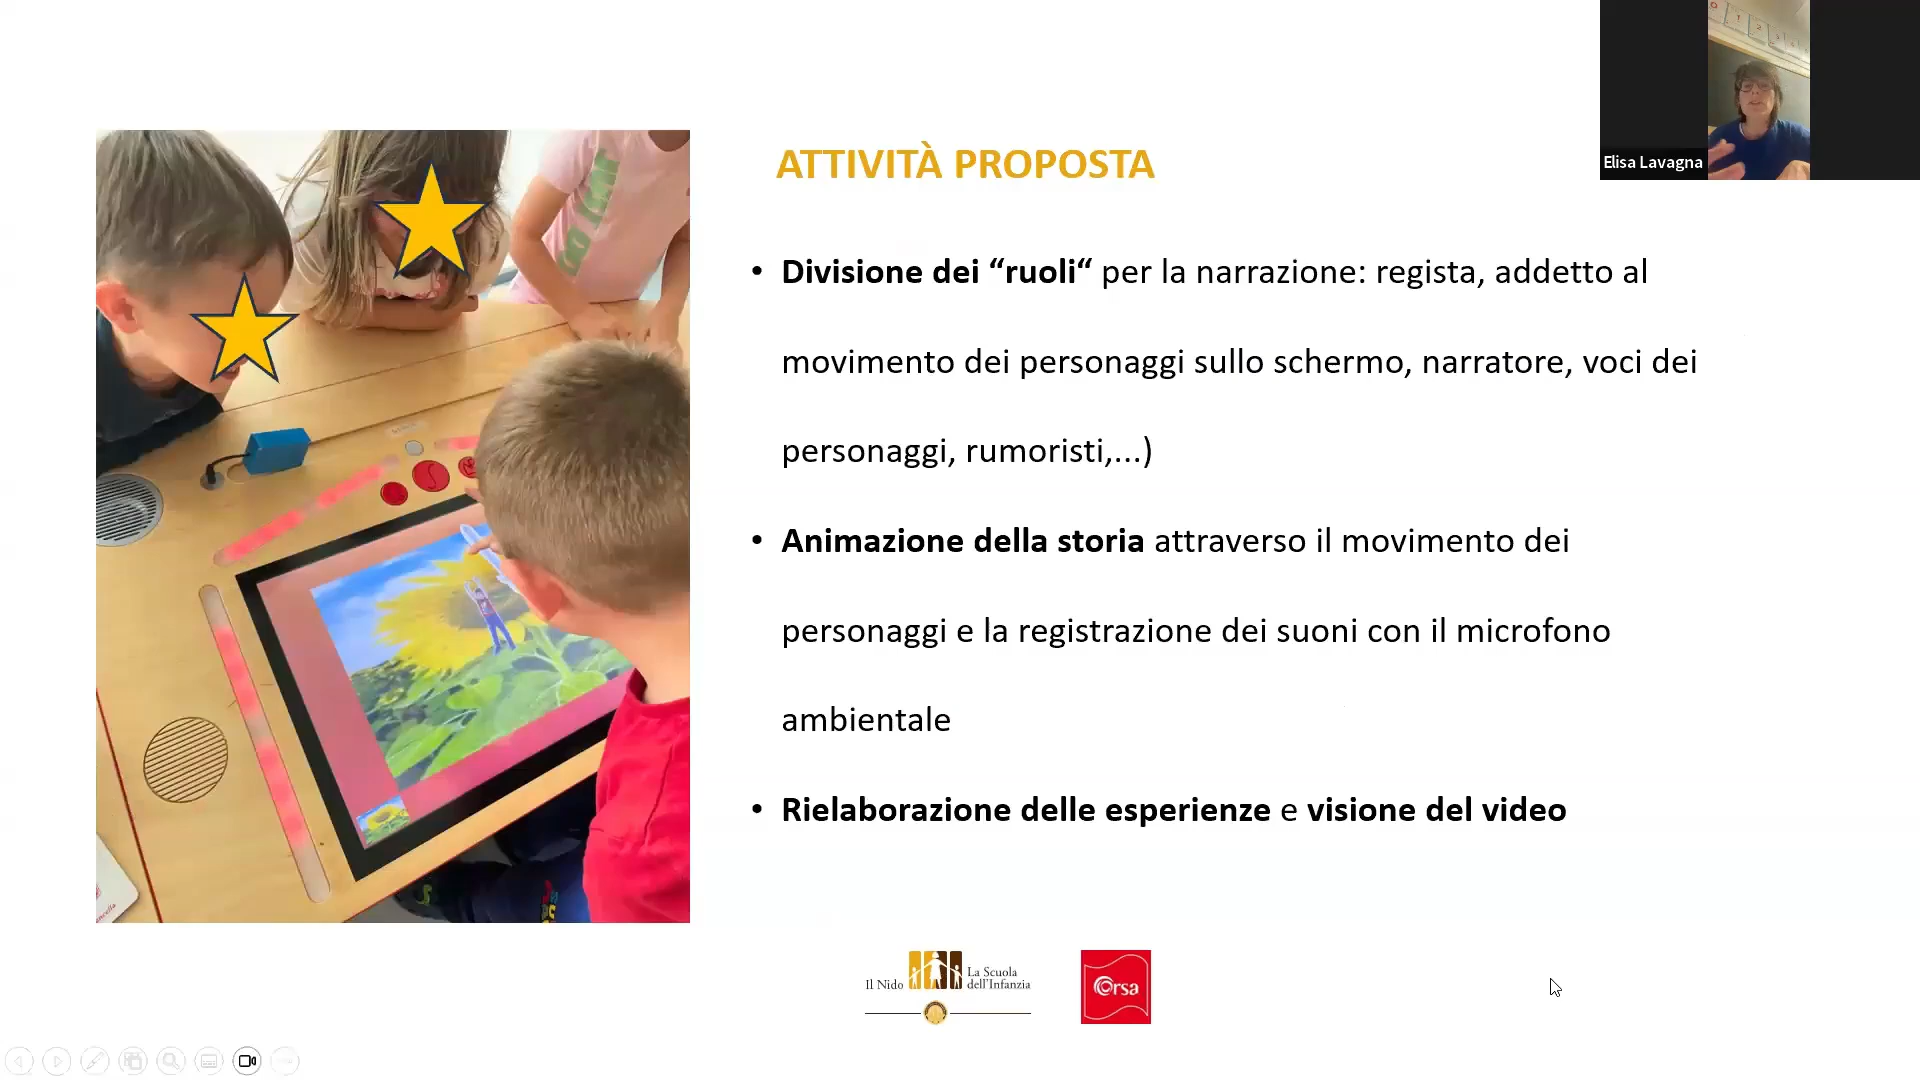 Elisa Lavagna
ATTIVITÀ PROPOSTA
• Divisione dei “ruoli“ per la narrazione: regista, addetto al
movimento dei personaggi sullo schermo, narratore, voci dei
personaggi, rumoristi,...)
• Animazione della storia attraverso il movimento dei
personaggi e la registrazione dei suoni con il microfono
ambientale
• Rielaborazione delle esperienze e visione del video
Il Nido
La Scuola
dell'Infanzia
Orsa